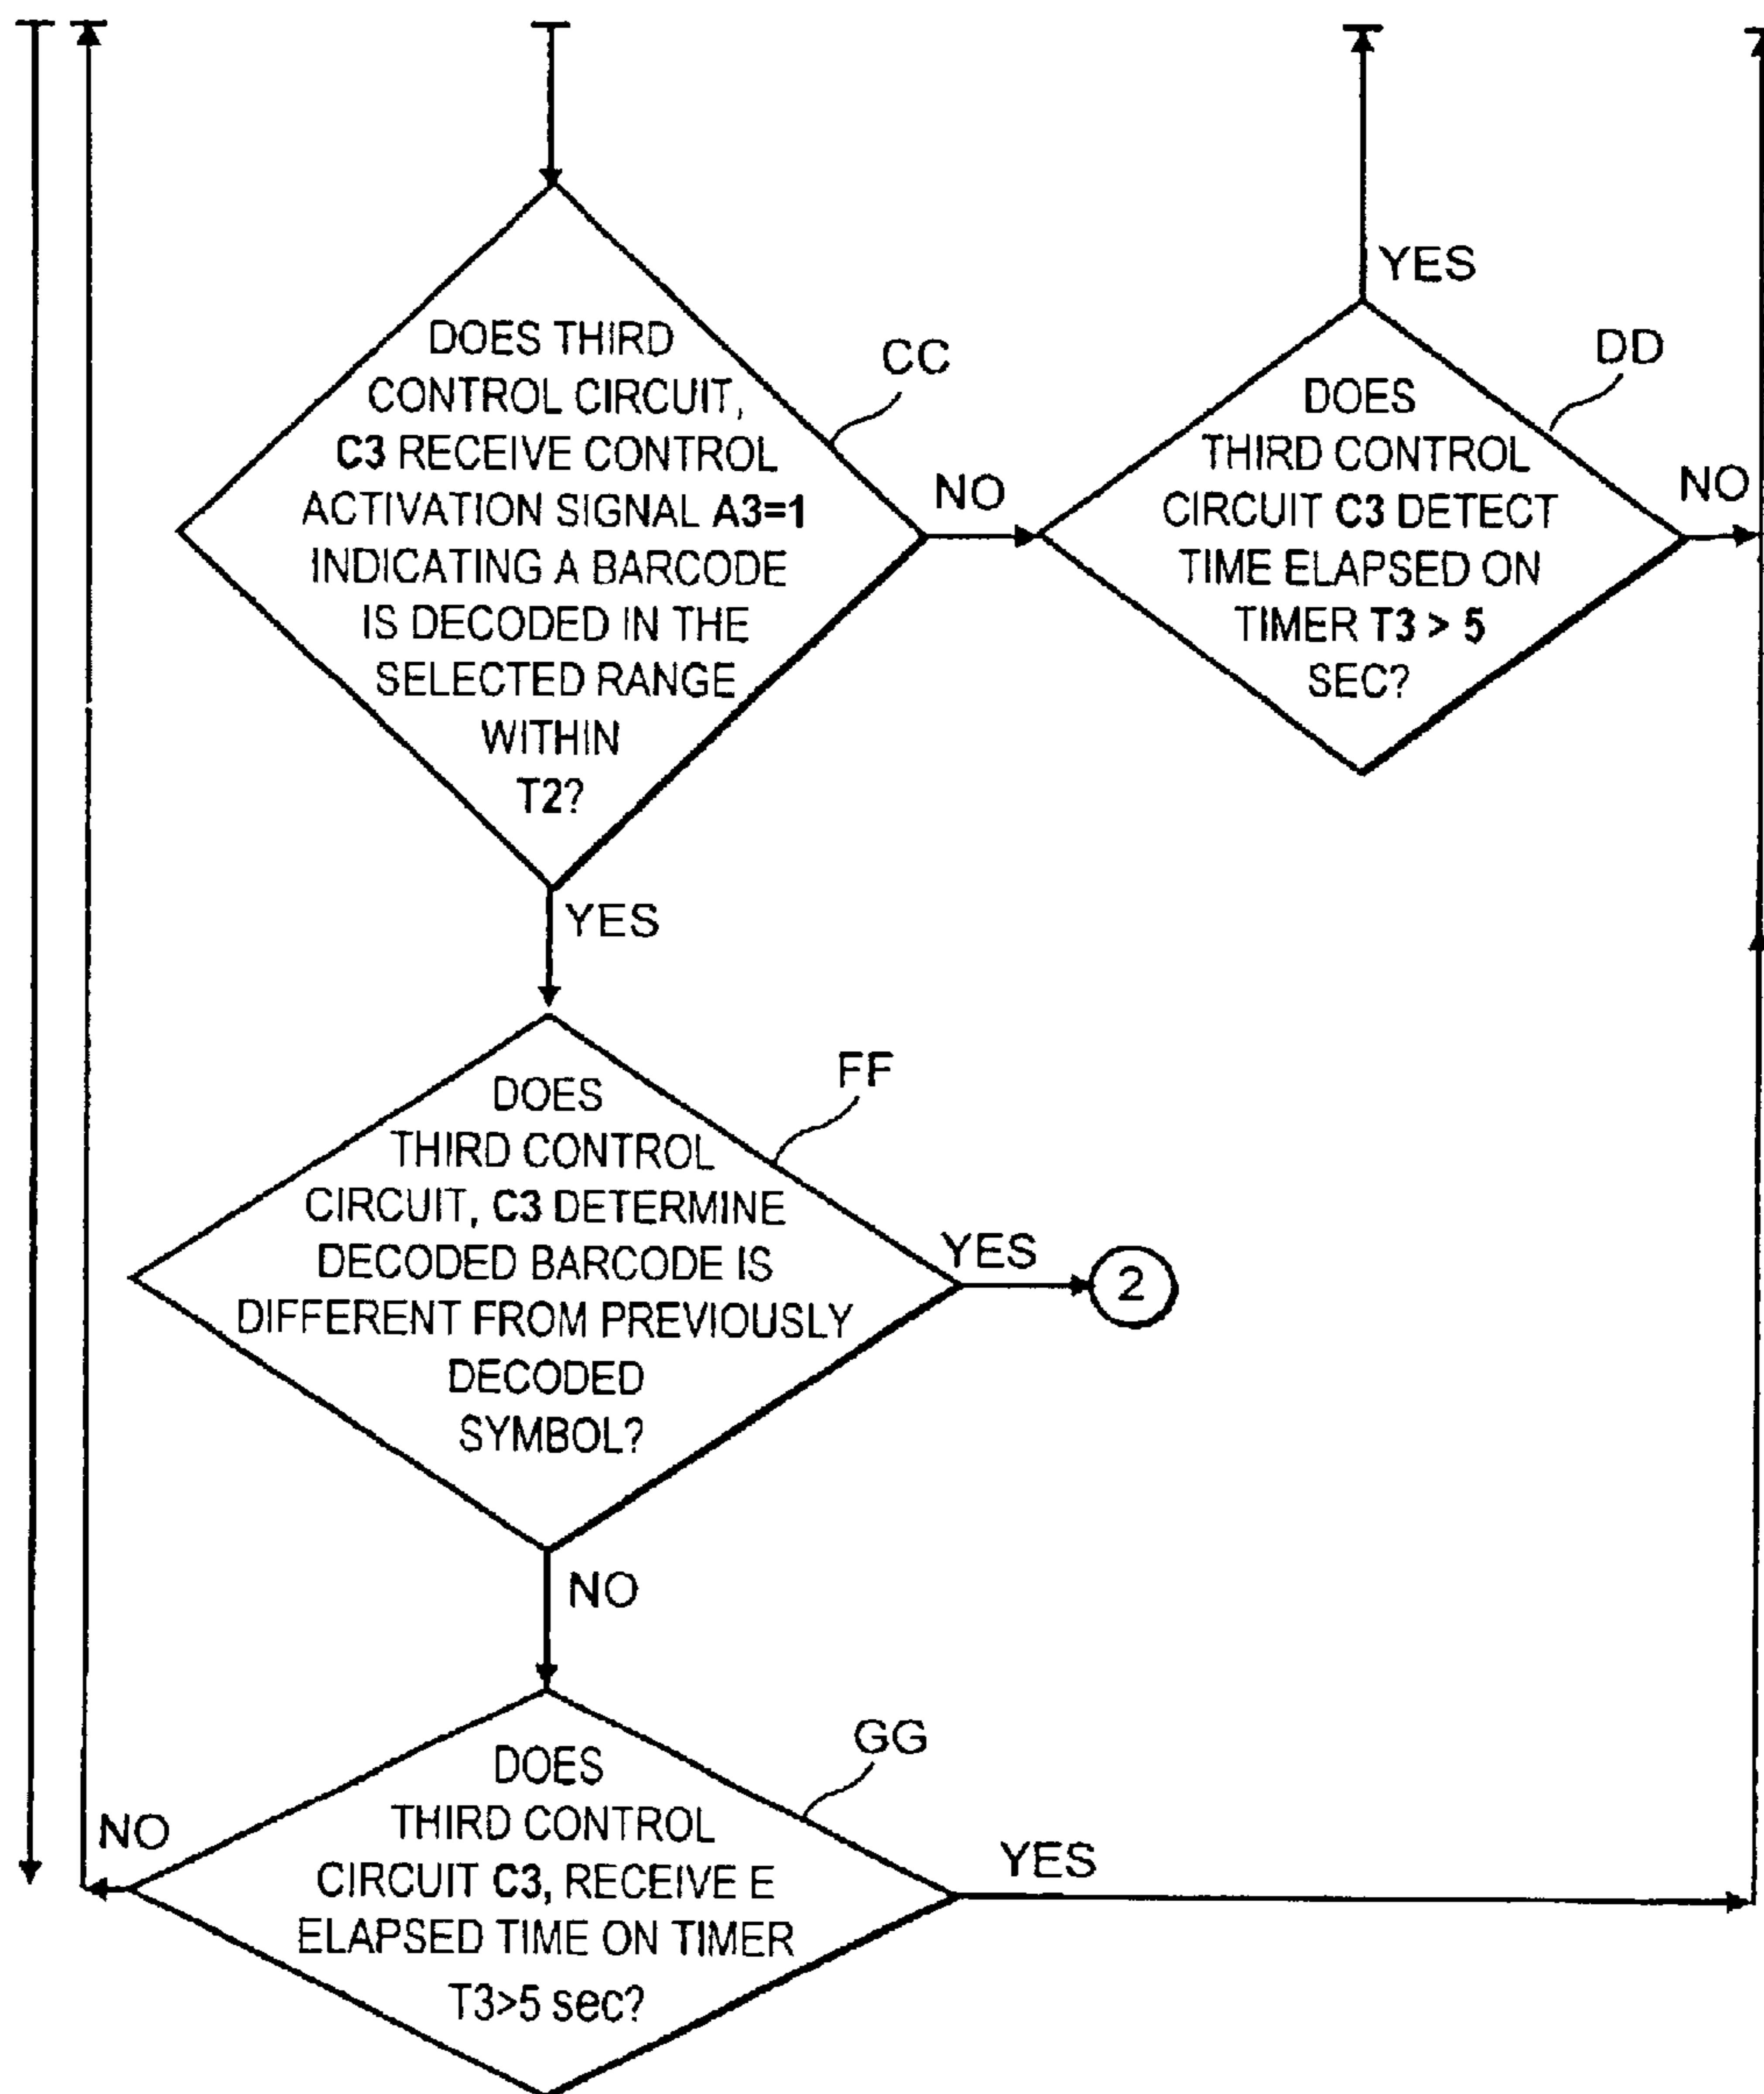 DOES THIRD
CONTROL CIRCUIT,
C3 RECEIVE CONTROL
ACTIVATION SIGNAL A3=1
INDICATING A BARCODE
IS DECODED IN THE
SELECTED RANGE
WITHIN
T2?
CC
NO
YES
YES
DOES
THIRD CONTROL
CIRCUIT C3 DETECT
TIME ELAPSED ON
TIMER T3 > 5
SEC?
DD
NO
DOES
THIRD CONTROL
CIRCUIT, C3 DETERMINE
DECODED BARCODE IS
DIFFERENT FROM PREVIOUSLY
DECODED
SYMBOL?
FF
YES
2
NO
DOES
THIRD CONTROL
CIRCUIT C3, RECEIVE E
ELAPSED TIME ON TIMER
T3>5 sec?
GG
NO
YES